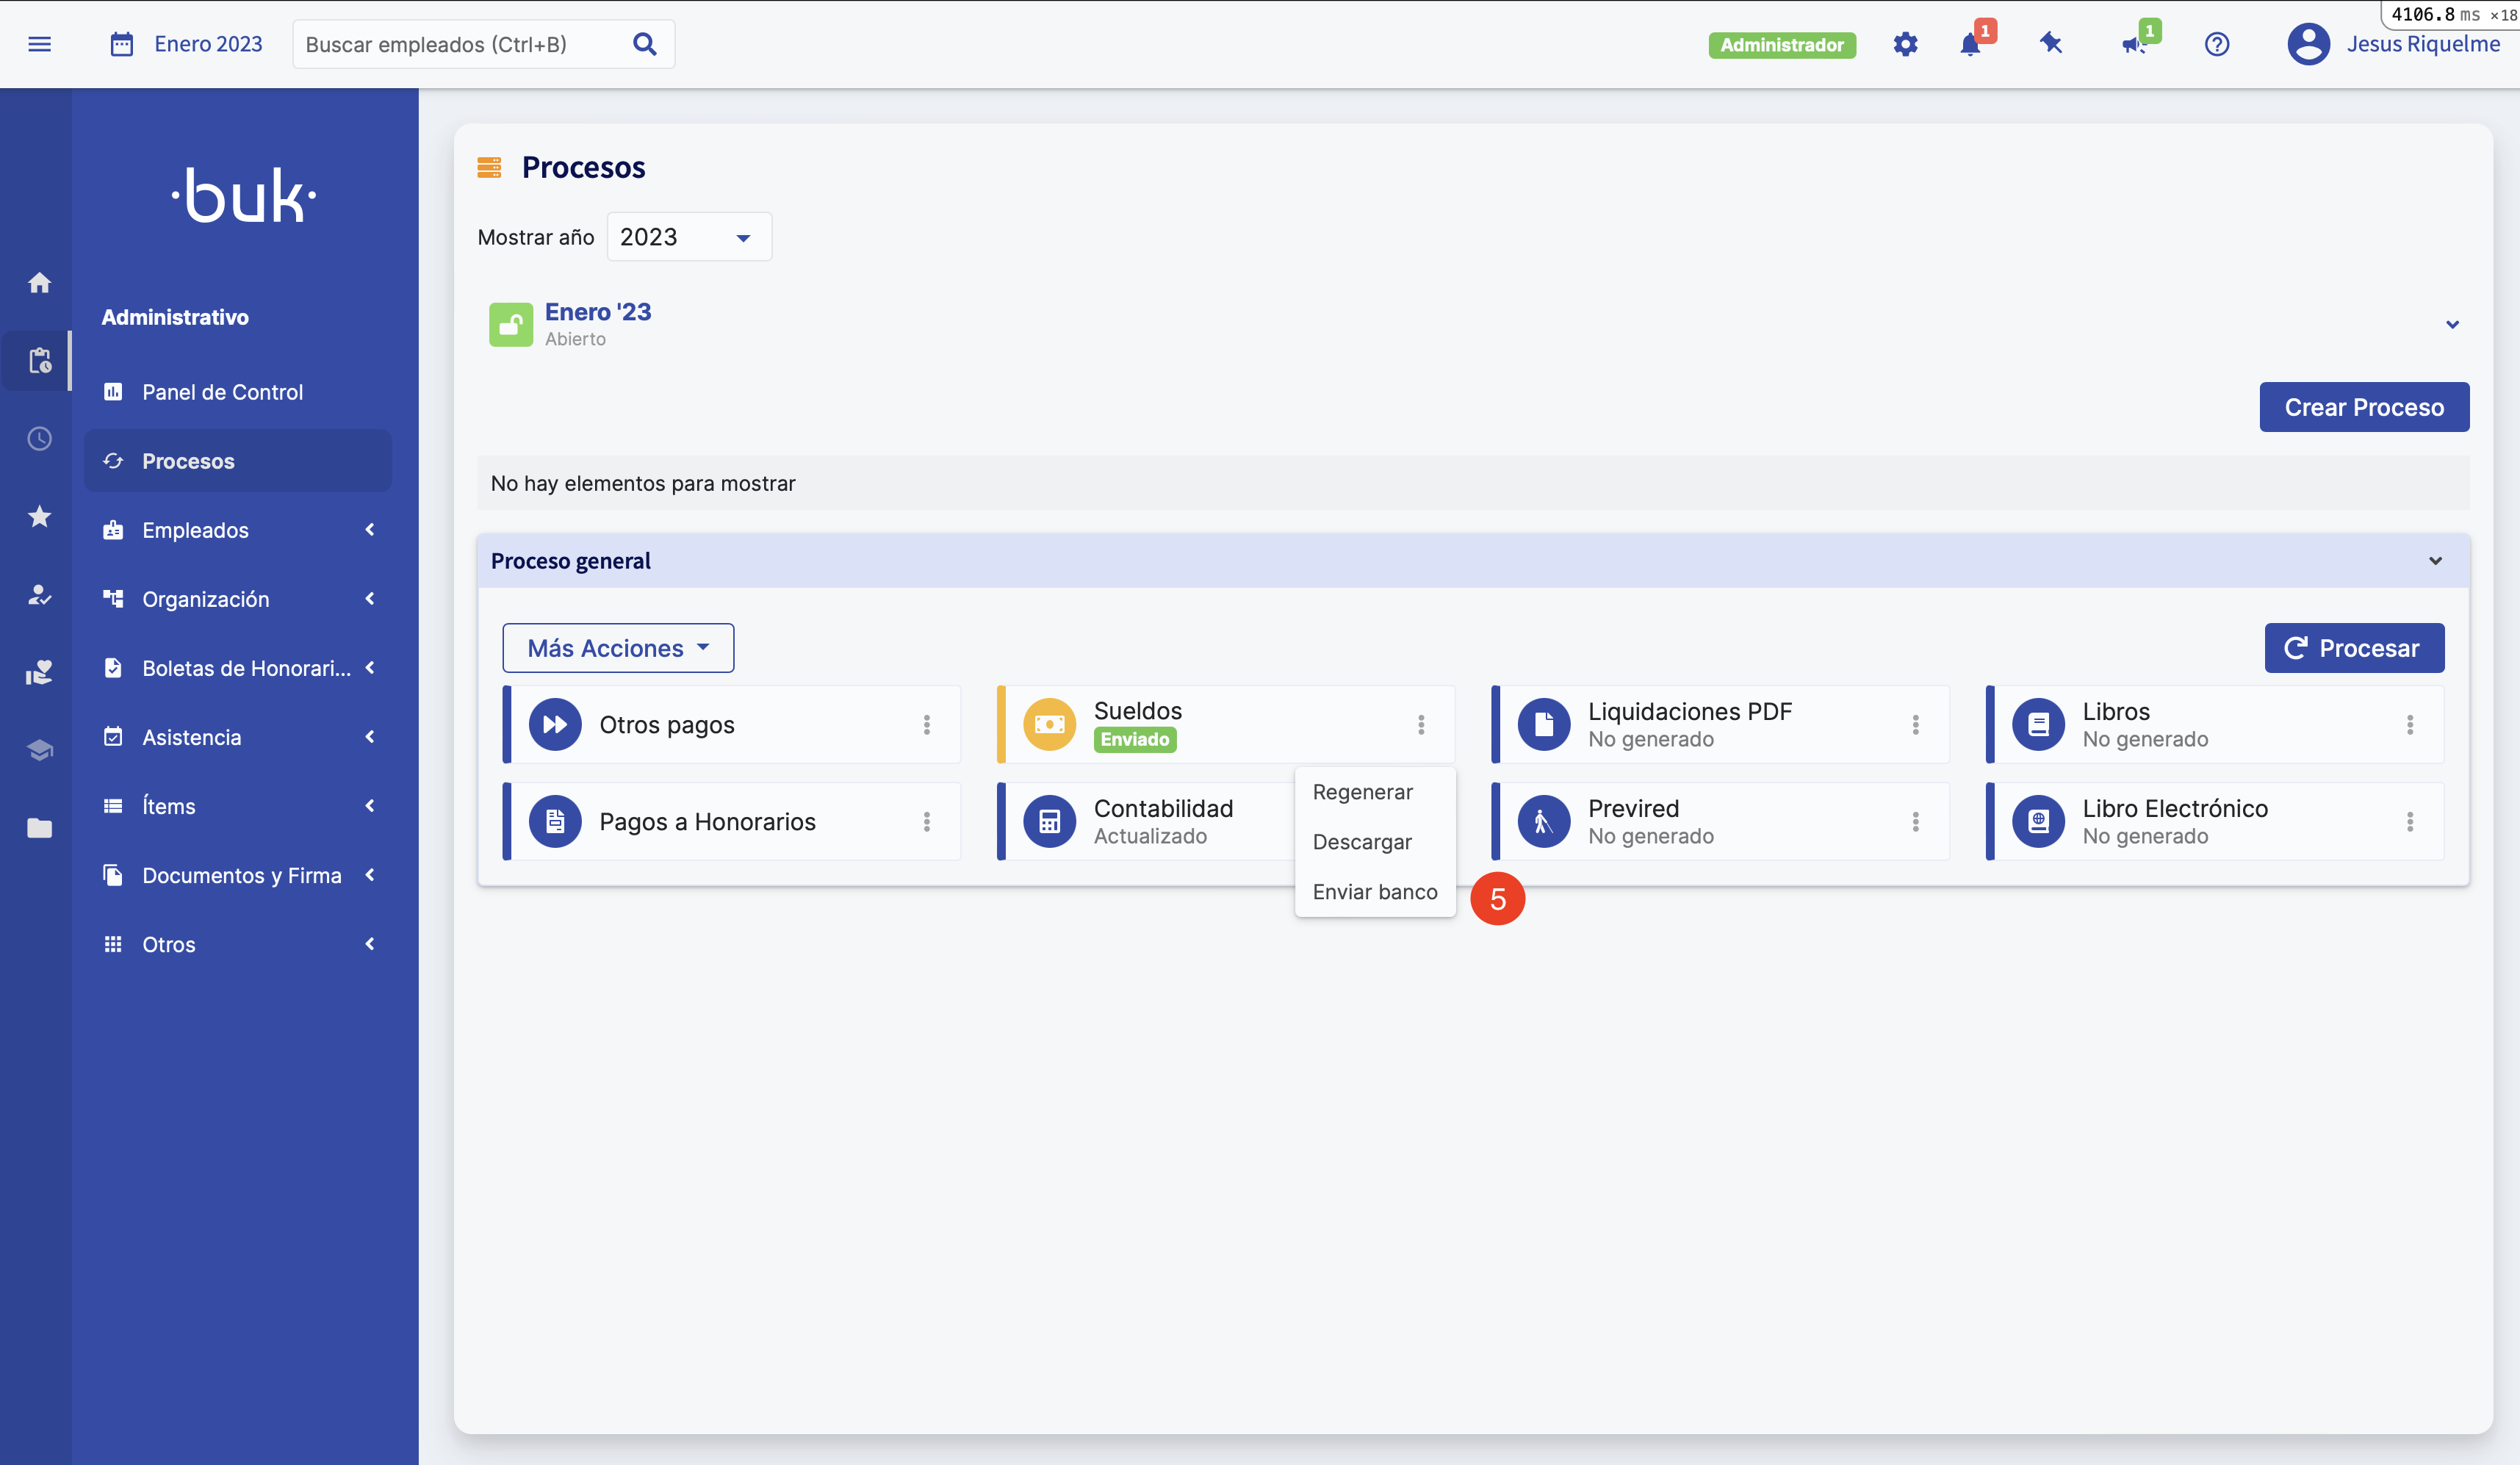 4106.8 ms ×18
Enero 2023
Buscar empleados (Ctrl+B)
Administrador
1
1
Jesus Riquelme
·buk·
Administrativo
Panel de Control
Procesos
Empleados
Organización
Boletas de Honorari...
Asistencia
Ítems
Documentos y Firma
Otros
Procesos
Mostrar año
2023
Enero '23
Abierto
Crear Proceso
No hay elementos para mostrar
Proceso general
Más Acciones
Procesar
Otros pagos
Sueldos
Enviado
Liquidaciones PDF
No generado
Libros
No generado
Pagos a Honorarios
Contabilidad
Actualizado
Regenerar
Descargar
Enviar banco
5
Previred
No generado
Libro Electrónico
No generado